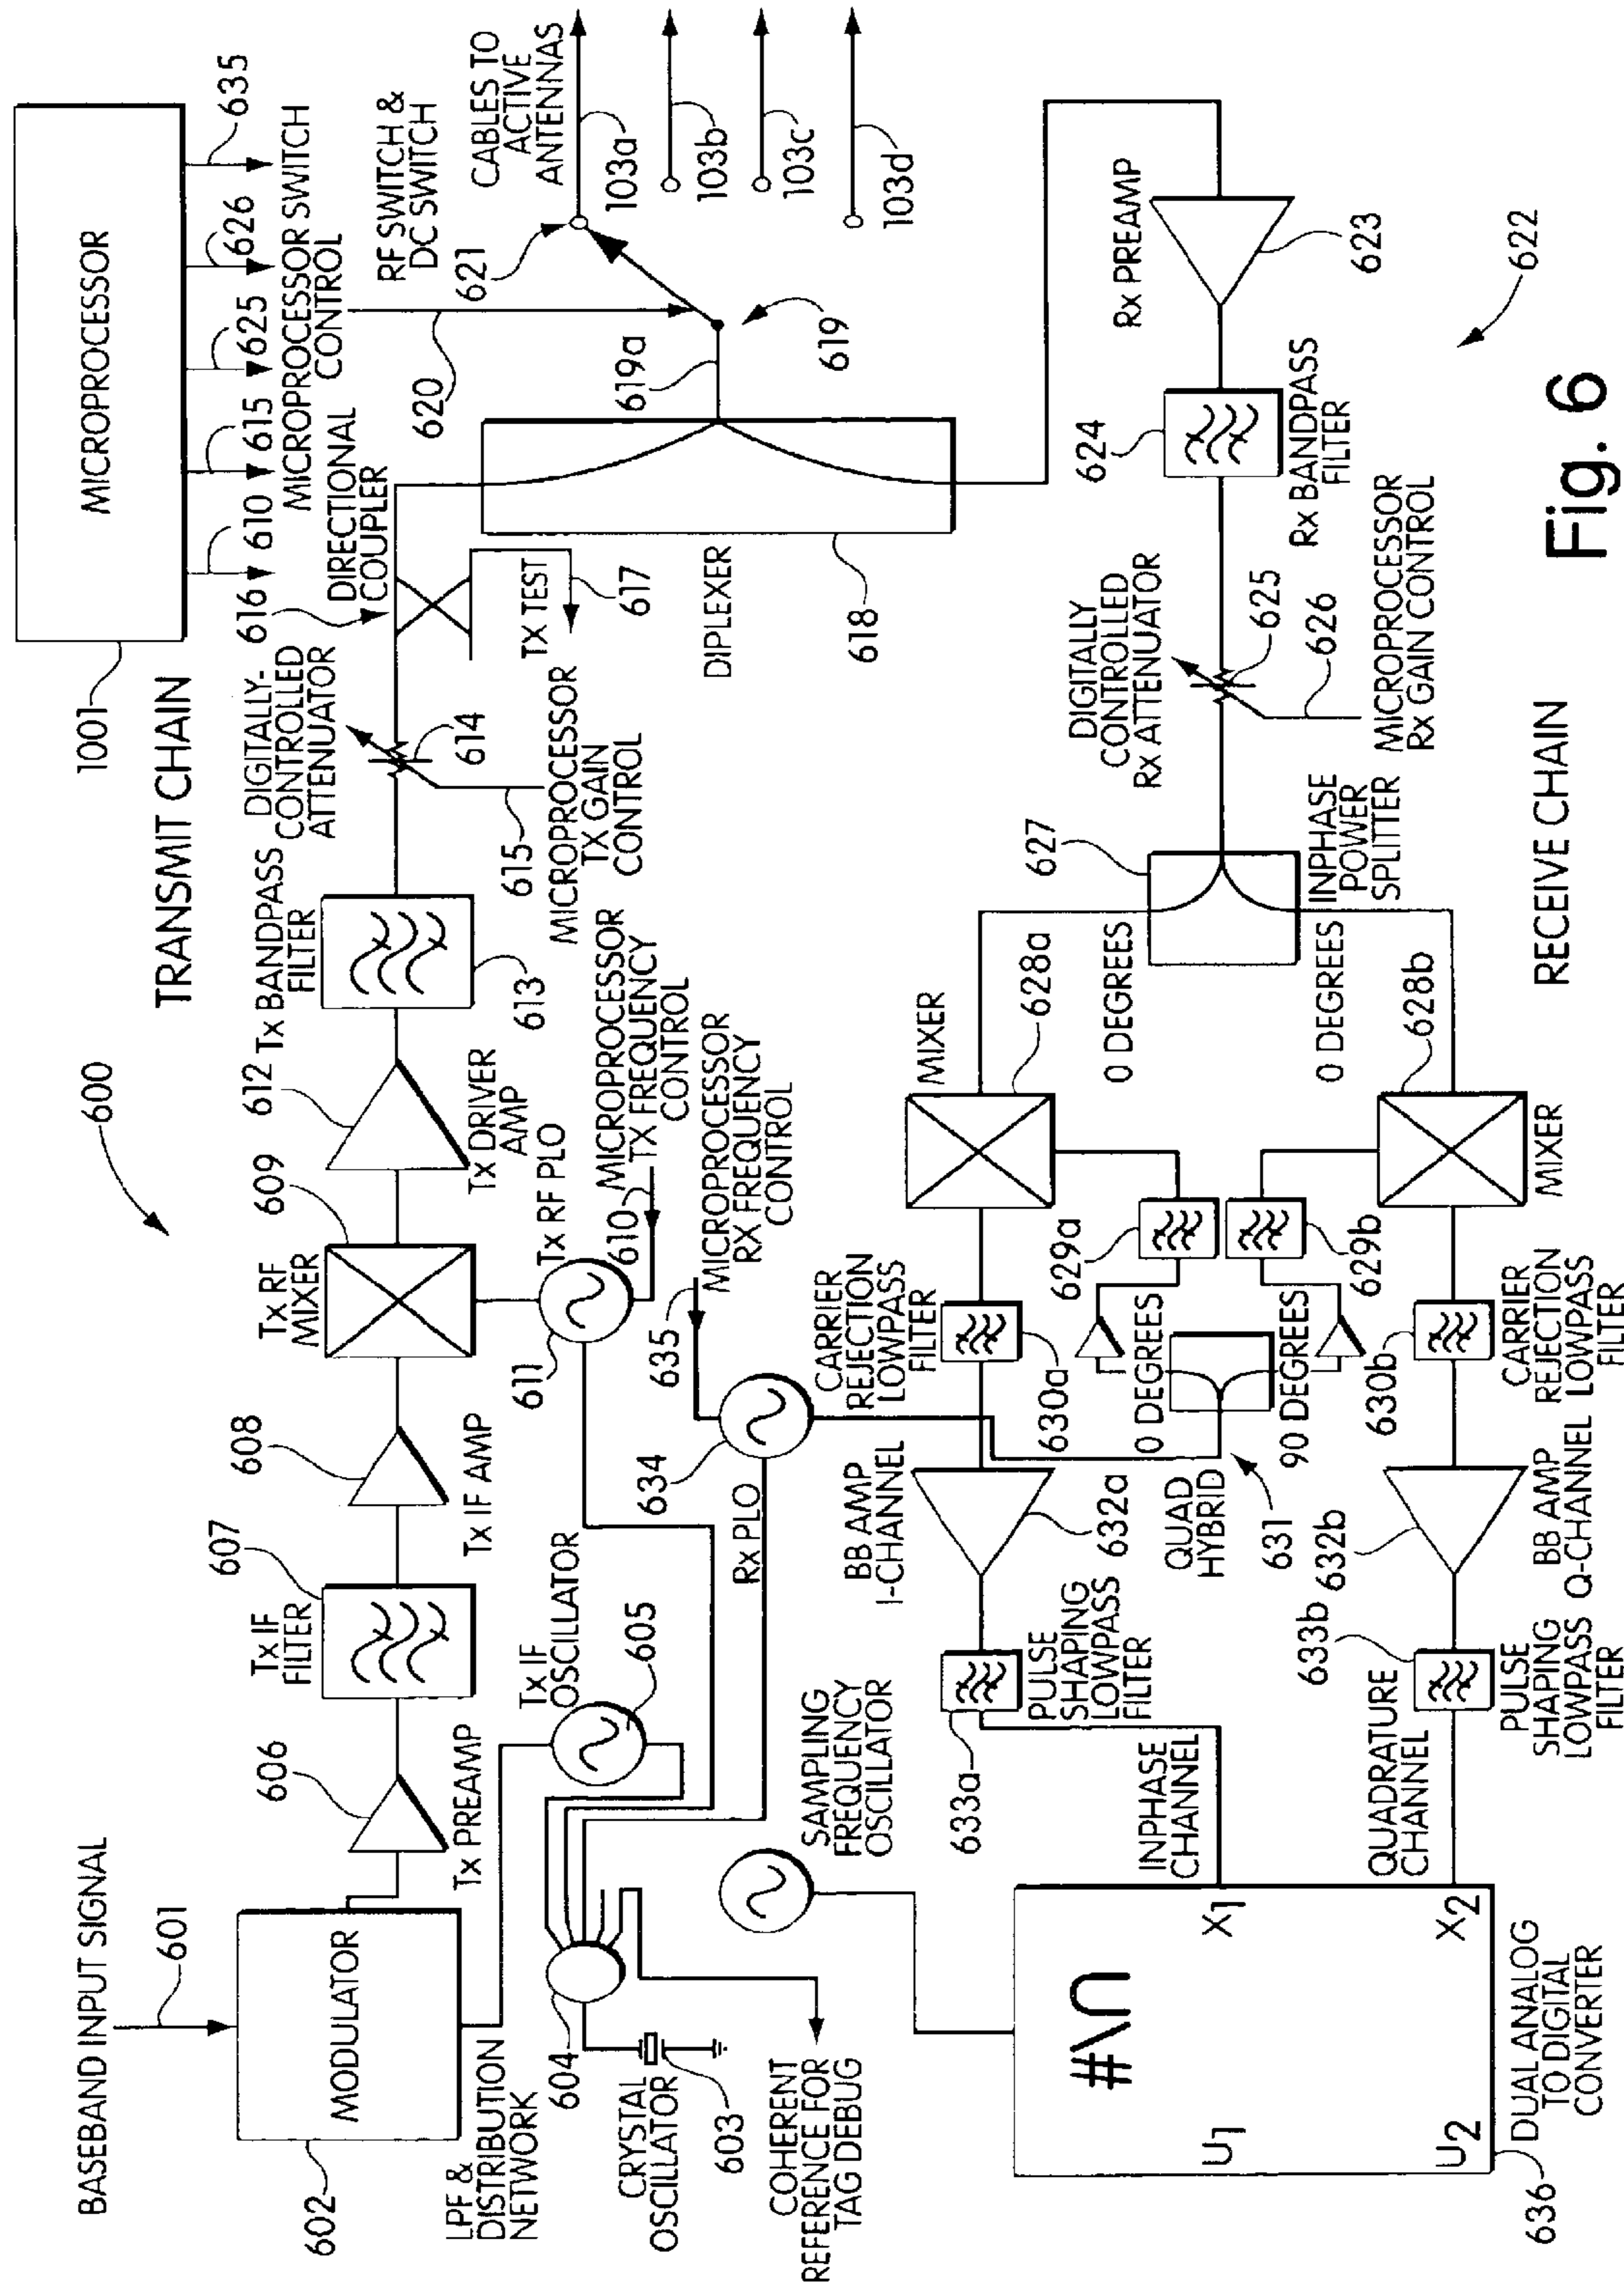 BASEBAND INPUT SIGNAL
601
MODULATOR
602
606
Tx PREAMP
Tx IF
FILTER
607
608
Tx IF AMP
Tx RF
MIXER
609
600
612
Tx DRIVER
AMP
Tx BANDPASS
FILTER
613
TRANSMIT CHAIN
DIGITALLY-
CONTROLLED
ATTENUATOR
614
615
MICROPROCESSOR
TX GAIN
CONTROL
616
DIRECTIONAL
COUPLER
TX TEST
617
1001
MICROPROCESSOR
610
615
625
626
635
MICROPROCESSOR SWITCH
CONTROL
620
RF SWITCH &
DC SWITCH
621
CABLES TO
ACTIVE
ANTENNAS
103a
103b
103c
103d
619a
619
DIPLEXER
618
LPF &
DISTRIBUTION
NETWORK
604
CRYSTAL
OSCILLATOR
603
COHERENT
REFERENCE FOR
TAG DEBUG
Tx IF
OSCILLATOR
605
611
Tx RF PLO
610
MICROPROCESSOR
TX FREQUENCY
CONTROL
635
MICROPROCESSOR
RX FREQUENCY
CONTROL
634
Rx PLO
SAMPLING
FREQUENCY
OSCILLATOR
Rx PREAMP
623
622
624
Rx BANDPASS
FILTER
DIGITALLY
CONTROLLED
Rx ATTENUATOR
625
626
MICROPROCESSOR
Rx GAIN CONTROL
627
INPHASE
POWER
SPLITTER
0 DEGREES
0 DEGREES
MIXER
628a
628b
MIXER
629a
629b
CARRIER
REJECTION
LOWPASS
FILTER
630a
0 DEGREES
90 DEGREES
QUAD
HYBRID
631
630b
CARRIER
REJECTION
LOWPASS
FILTER
BB AMP
I-CHANNEL
632a
632b
BB AMP
Q-CHANNEL
PULSE
SHAPING
LOWPASS
FILTER
633a
633b
PULSE
SHAPING
LOWPASS
FILTER
INPHASE
CHANNEL
QUADRATURE
CHANNEL
#\∩
U1
X1
U2
X2
DUAL ANALOG
TO DIGITAL
CONVERTER
636
RECEIVE CHAIN
Fig. 6